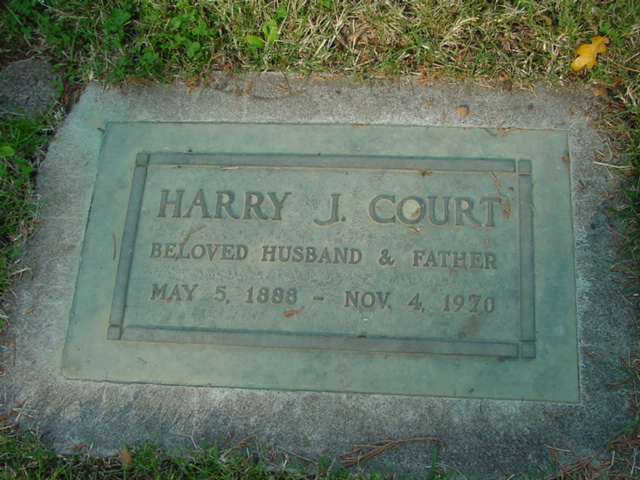 HARRY J. COURT
BELOVED HUSBAND & FATHER
MAY 5, 1888 - NOV. 4, 1970